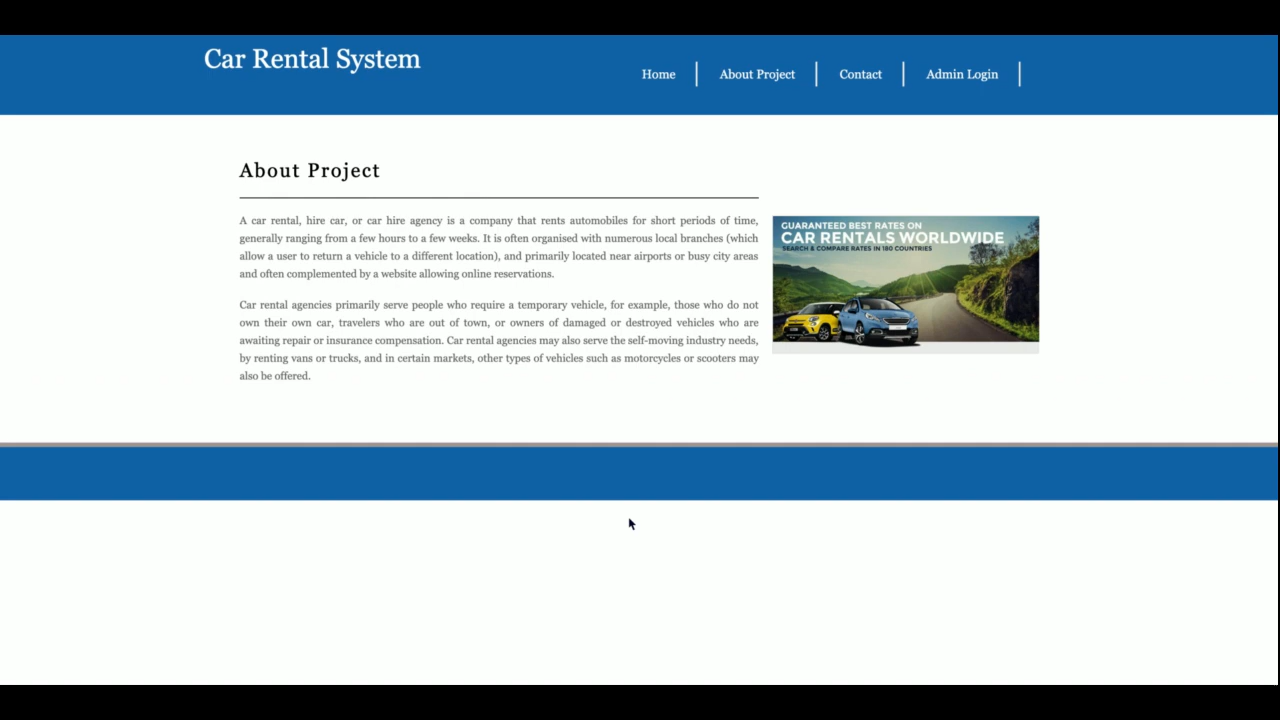 Car Rental System
Home
About Project
Contact
Admin Login
About Project
A car rental, hire car, or car hire agency is a company that rents automobiles for short periods of time,
generally ranging from a few hours to a few weeks. It is often organised with numerous local branches (which
allow a user to return a vehicle to a different location), and primarily located near airports or busy city areas
and often complemented by a website allowing online reservations.
Car rental agencies primarily serve people who require a temporary vehicle, for example, those who do not
own their own car, travelers who are out of town, or owners of damaged or destroyed vehicles who are
awaiting repair or insurance compensation. Car rental agencies may also serve the self-moving industry needs,
by renting vans or trucks, and in certain markets, other types of vehicles such as motorcycles or scooters may
also be offered.
GUARANTEED BEST RATES ON
CAR RENTALS WORLDWIDE
SEARCH & COMPARE RATES IN 180 COUNTRIES